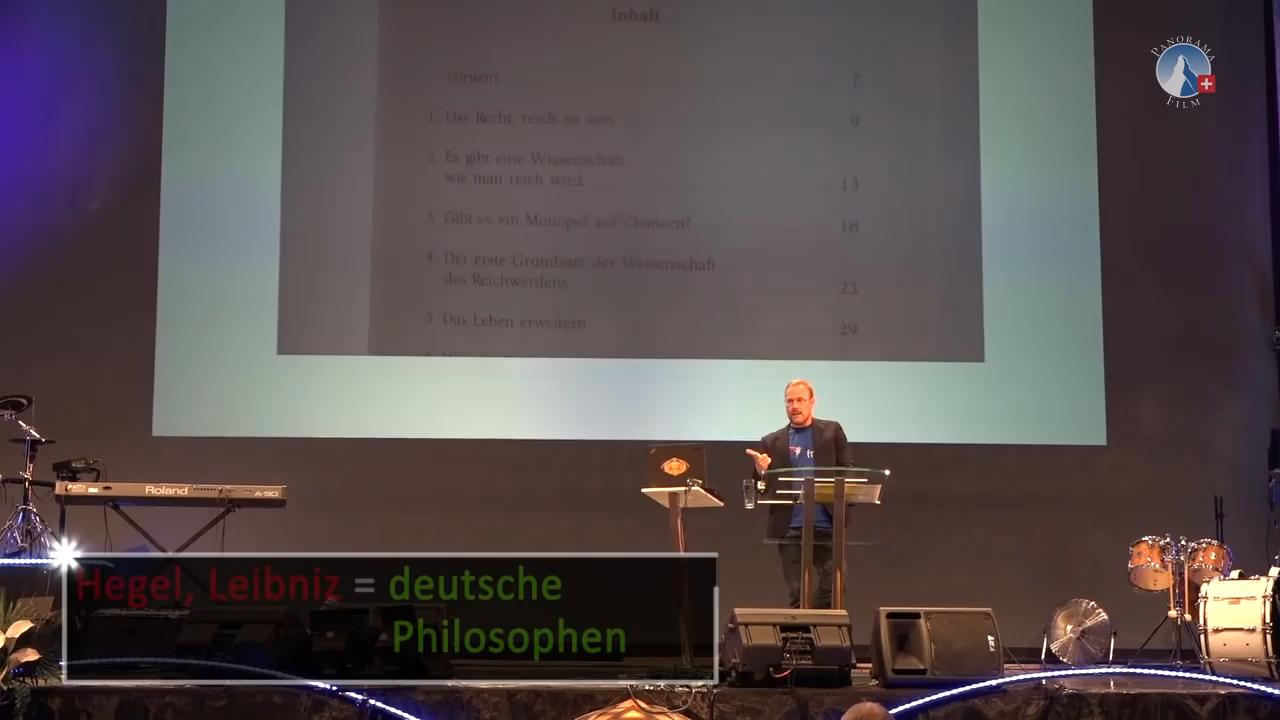 Inhalt
Vorwort 7
1. Das Recht, reich zu sein 9
2. Es gibt eine Wissenschaft
wie man reich wird 13
3. Gibt es ein Monopol auf Chancen? 18
4. Der erste Grundsatz der Wissenschaft
des Reichwerdens 23
5. Das Leben erweitern 29
PANORAMA
FILM
Roland A-90
Hegel, Leibniz = deutsche
Philosophen